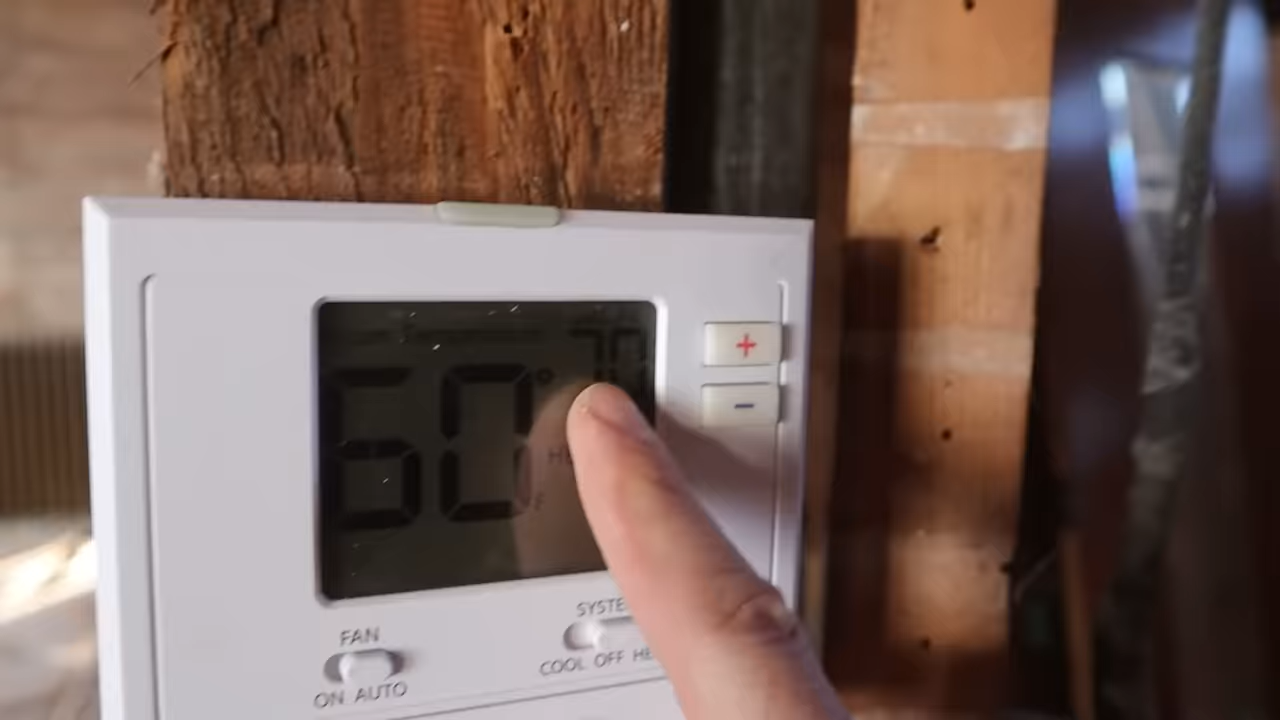 70
+
60°
-
F
FAN
SYSTE
COOL OFF HE
ON AUTO